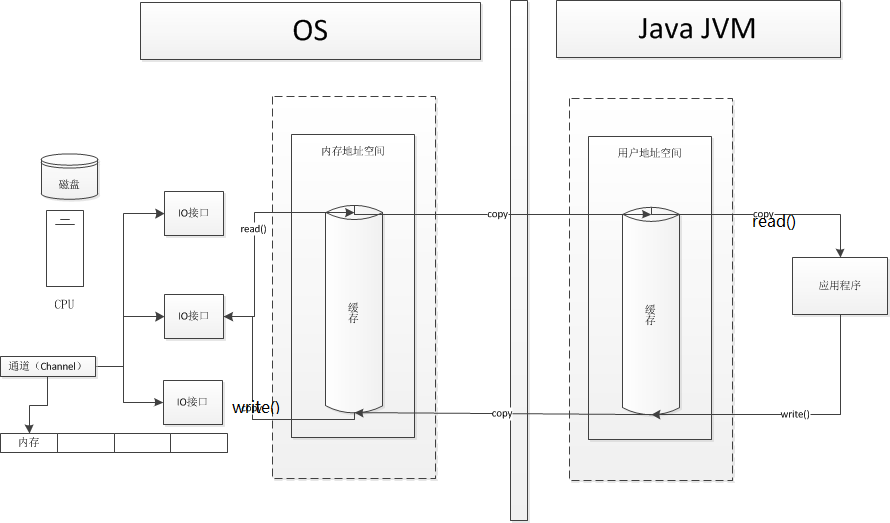 OS
Java JVM
内存地址空间
用户地址空间
磁盘
IO接口
read()
copy
copy
read()
CPU
IO接口
缓存
缓存
应用程序
通道（Channel）
IO接口
write()
copy
write()
内存